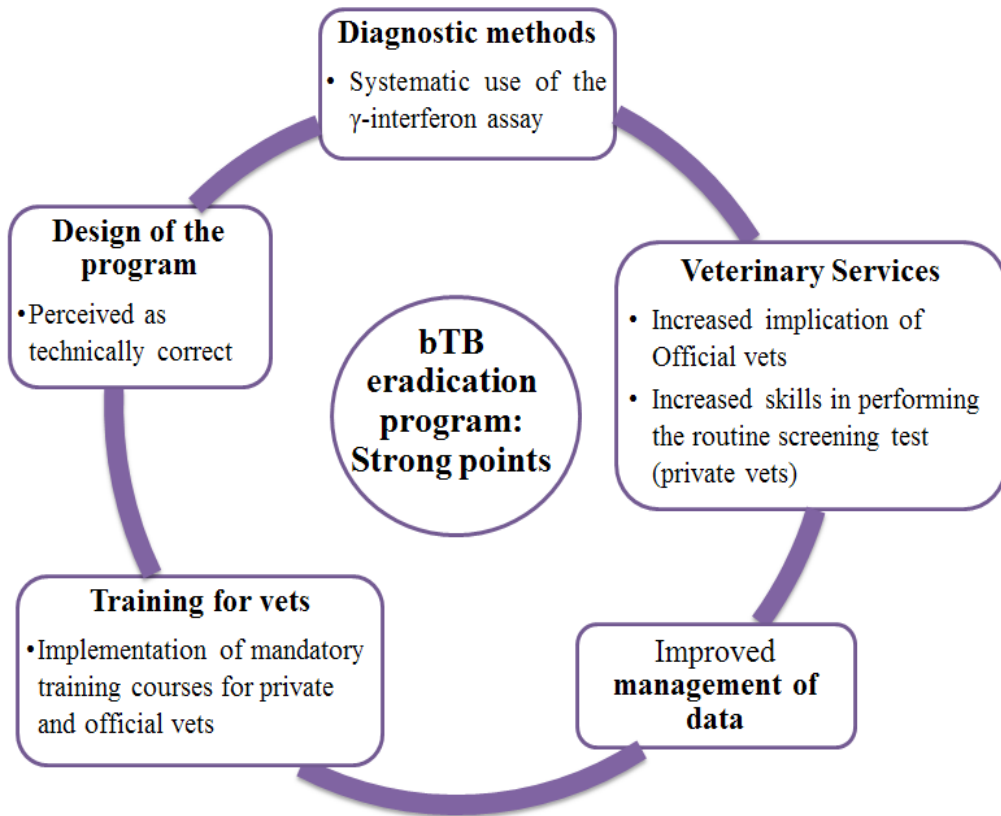 Diagnostic methods
• Systematic use of the
γ-interferon assay
Design of the
program
•Perceived as
technically correct
Veterinary Services
• Increased implication of
Official vets
• Increased skills in performing
the routine screening test
(private vets)
bTB
eradication
program:
Strong points
Training for vets
•Implementation of mandatory
training courses for private
and official vets
Improved
management of
data